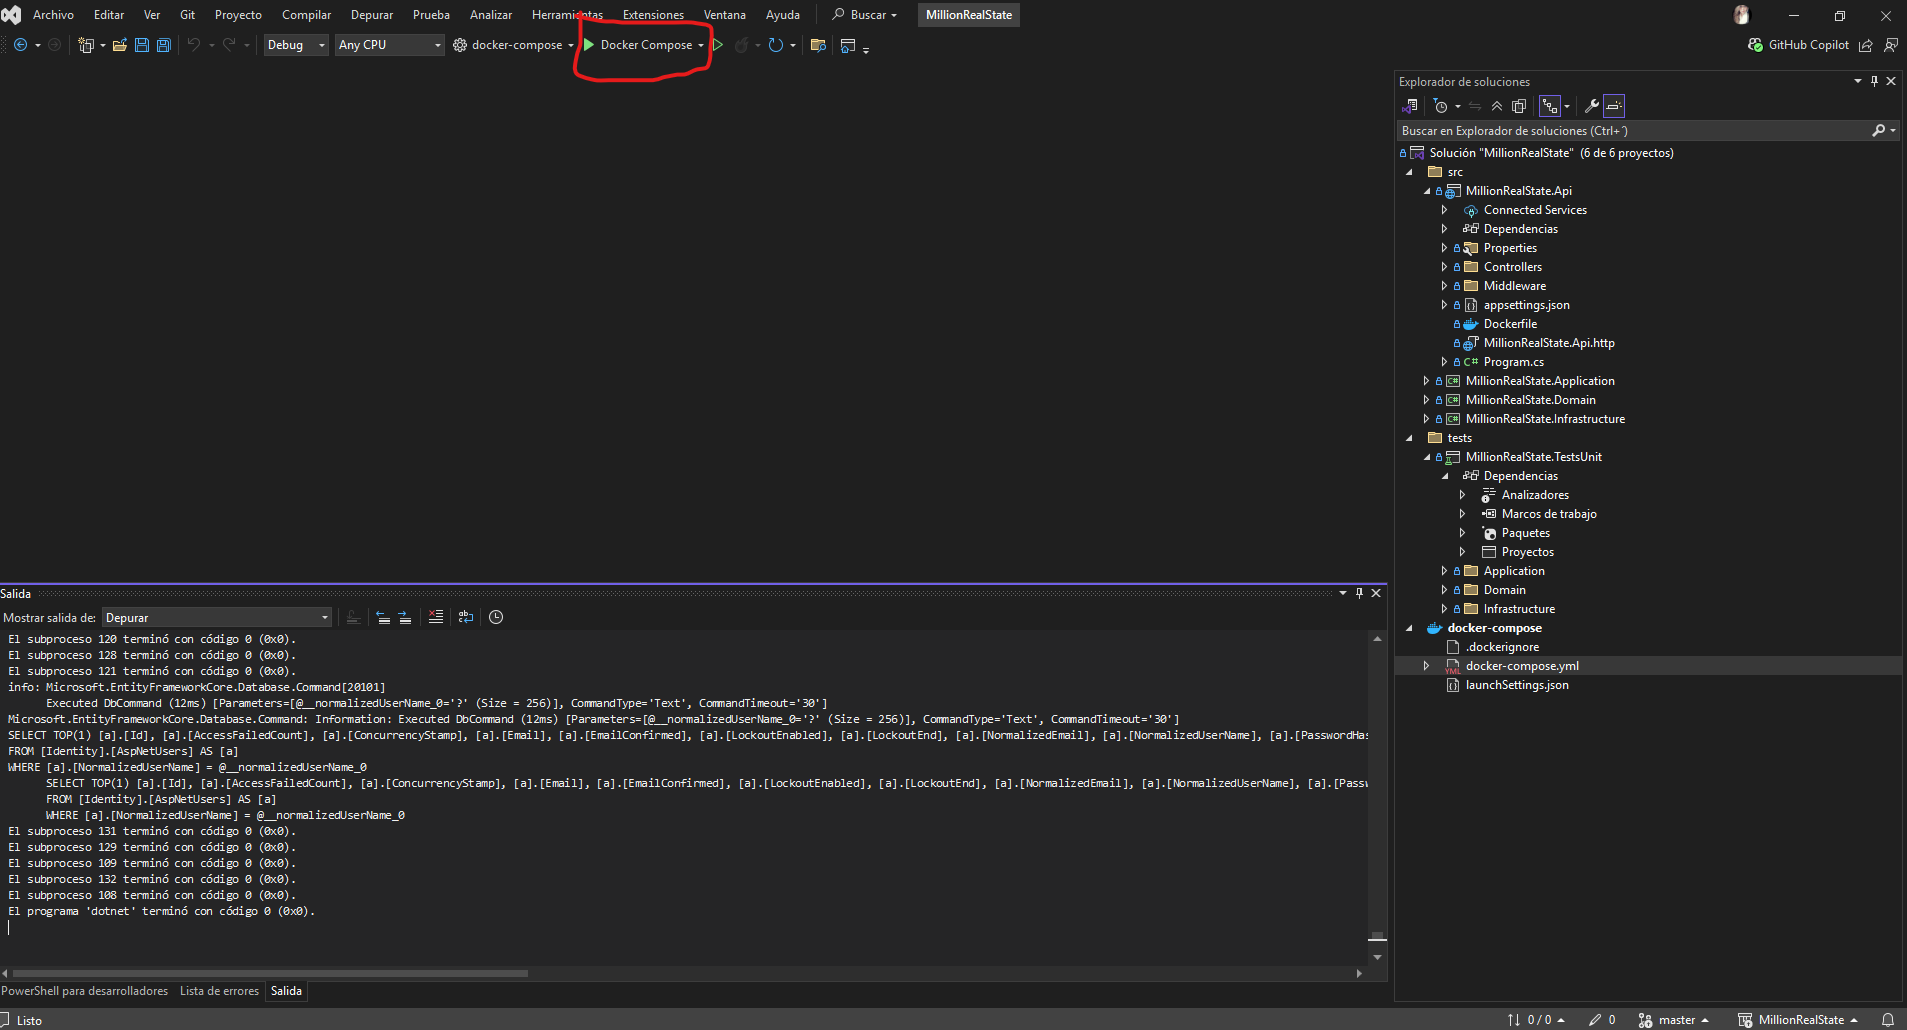 Archivo Editar Ver Git Proyecto Compilar Depurar Prueba Analizar Herramientas Extensiones Ventana Ayuda Buscar MillionRealState
Debug Any CPU docker-compose Docker Compose GitHub Copilot
Explorador de soluciones
Buscar en Explorador de soluciones (Ctrl+´)
Solución "MillionRealState" (6 de 6 proyectos)
src
MillionRealState.Api
Connected Services
Dependencias
Properties
Controllers
Middleware
appsettings.json
Dockerfile
MillionRealState.Api.http
C# Program.cs
C# MillionRealState.Application
C# MillionRealState.Domain
C# MillionRealState.Infrastructure
tests
MillionRealState.TestsUnit
Dependencias
Analizadores
Marcos de trabajo
Paquetes
Proyectos
Application
Domain
Infrastructure
docker-compose
.dockerignore
YML docker-compose.yml
launchSettings.json
Salida
Mostrar salida de: Depurar
El subproceso 120 terminó con código 0 (0x0).
El subproceso 128 terminó con código 0 (0x0).
El subproceso 121 terminó con código 0 (0x0).
info: Microsoft.EntityFrameworkCore.Database.Command[20101]
Executed DbCommand (12ms) [Parameters=[@__normalizedUserName_0='?' (Size = 256)], CommandType='Text', CommandTimeout='30']
Microsoft.EntityFrameworkCore.Database.Command: Information: Executed DbCommand (12ms) [Parameters=[@__normalizedUserName_0='?' (Size = 256)], CommandType='Text', CommandTimeout='30']
SELECT TOP(1) [a].[Id], [a].[AccessFailedCount], [a].[ConcurrencyStamp], [a].[Email], [a].[EmailConfirmed], [a].[LockoutEnabled], [a].[LockoutEnd], [a].[NormalizedEmail], [a].[NormalizedUserName], [a].[PasswordHas
FROM [Identity].[AspNetUsers] AS [a]
WHERE [a].[NormalizedUserName] = @__normalizedUserName_0
SELECT TOP(1) [a].[Id], [a].[AccessFailedCount], [a].[ConcurrencyStamp], [a].[Email], [a].[EmailConfirmed], [a].[LockoutEnabled], [a].[LockoutEnd], [a].[NormalizedEmail], [a].[NormalizedUserName], [a].[Passw
FROM [Identity].[AspNetUsers] AS [a]
WHERE [a].[NormalizedUserName] = @__normalizedUserName_0
El subproceso 131 terminó con código 0 (0x0).
El subproceso 129 terminó con código 0 (0x0).
El subproceso 109 terminó con código 0 (0x0).
El subproceso 132 terminó con código 0 (0x0).
El subproceso 108 terminó con código 0 (0x0).
El programa 'dotnet' terminó con código 0 (0x0).
PowerShell para desarrolladores Lista de errores Salida
Listo 0 / 0 0 master MillionRealState